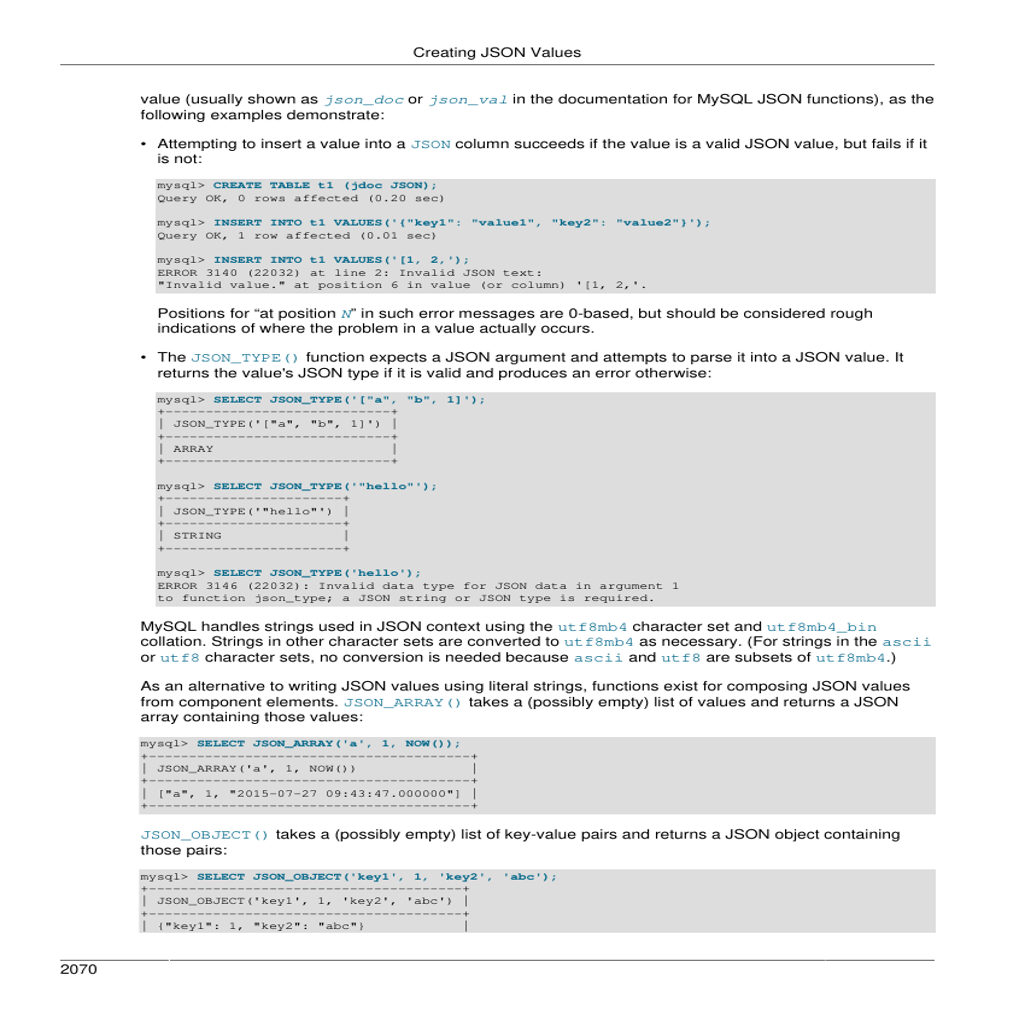 Creating JSON Values
value (usually shown as json_doc or json_val in the documentation for MySQL JSON functions), as the
following examples demonstrate:
• Attempting to insert a value into a JSON column succeeds if the value is a valid JSON value, but fails if it
is not:
mysql> CREATE TABLE t1 (jdoc JSON);
Query OK, 0 rows affected (0.20 sec)
mysql> INSERT INTO t1 VALUES('{"key1": "value1", "key2": "value2"}');
Query OK, 1 row affected (0.01 sec)
mysql> INSERT INTO t1 VALUES('[1, 2,');
ERROR 3140 (22032) at line 2: Invalid JSON text:
"Invalid value." at position 6 in value (or column) '[1, 2,'.
Positions for “at position N” in such error messages are 0-based, but should be considered rough
indications of where the problem in a value actually occurs.
• The JSON_TYPE() function expects a JSON argument and attempts to parse it into a JSON value. It
returns the value's JSON type if it is valid and produces an error otherwise:
mysql> SELECT JSON_TYPE('["a", "b", 1]');
+----------------------------+
| JSON_TYPE('["a", "b", 1]') |
+----------------------------+
| ARRAY                      |
+----------------------------+
mysql> SELECT JSON_TYPE('"hello"');
+----------------------+
| JSON_TYPE('"hello"') |
+----------------------+
| STRING               |
+----------------------+
mysql> SELECT JSON_TYPE('hello');
ERROR 3146 (22032): Invalid data type for JSON data in argument 1
to function json_type; a JSON string or JSON type is required.
MySQL handles strings used in JSON context using the utf8mb4 character set and utf8mb4_bin
collation. Strings in other character sets are converted to utf8mb4 as necessary. (For strings in the ascii
or utf8 character sets, no conversion is needed because ascii and utf8 are subsets of utf8mb4.)
As an alternative to writing JSON values using literal strings, functions exist for composing JSON values
from component elements. JSON_ARRAY() takes a (possibly empty) list of values and returns a JSON
array containing those values:
mysql> SELECT JSON_ARRAY('a', 1, NOW());
+----------------------------------------+
| JSON_ARRAY('a', 1, NOW())              |
+----------------------------------------+
| ["a", 1, "2015-07-27 09:43:47.000000"] |
+----------------------------------------+
JSON_OBJECT() takes a (possibly empty) list of key-value pairs and returns a JSON object containing
those pairs:
mysql> SELECT JSON_OBJECT('key1', 1, 'key2', 'abc');
+---------------------------------------+
| JSON_OBJECT('key1', 1, 'key2', 'abc') |
+---------------------------------------+
| {"key1": 1, "key2": "abc"}            |
2070